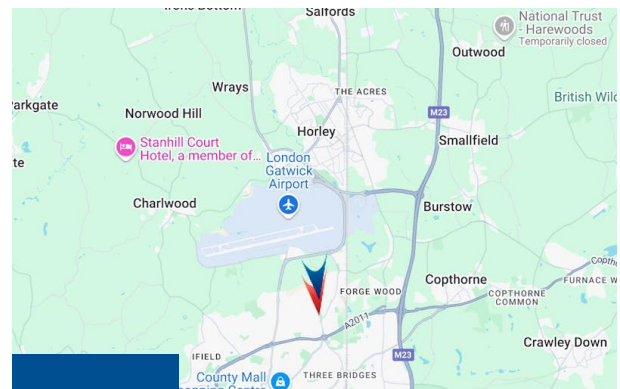 Salfords
National Trust
- Harewoods
Temporarily closed
Outwood
Wrays
THE ACRES
Parkgate
British Wil
M23
Norwood Hill
Horley
Smallfield
Stanhill Court
Hotel, a member of...
London
Gatwick
Airport
Charlwood
Burstow
Copthorne
FURNACE W
FORGE WOOD
COPTHORNE
COMMON
A2011
Crawley Down
IFIELD
M23
County Mall
THREE BRIDGES